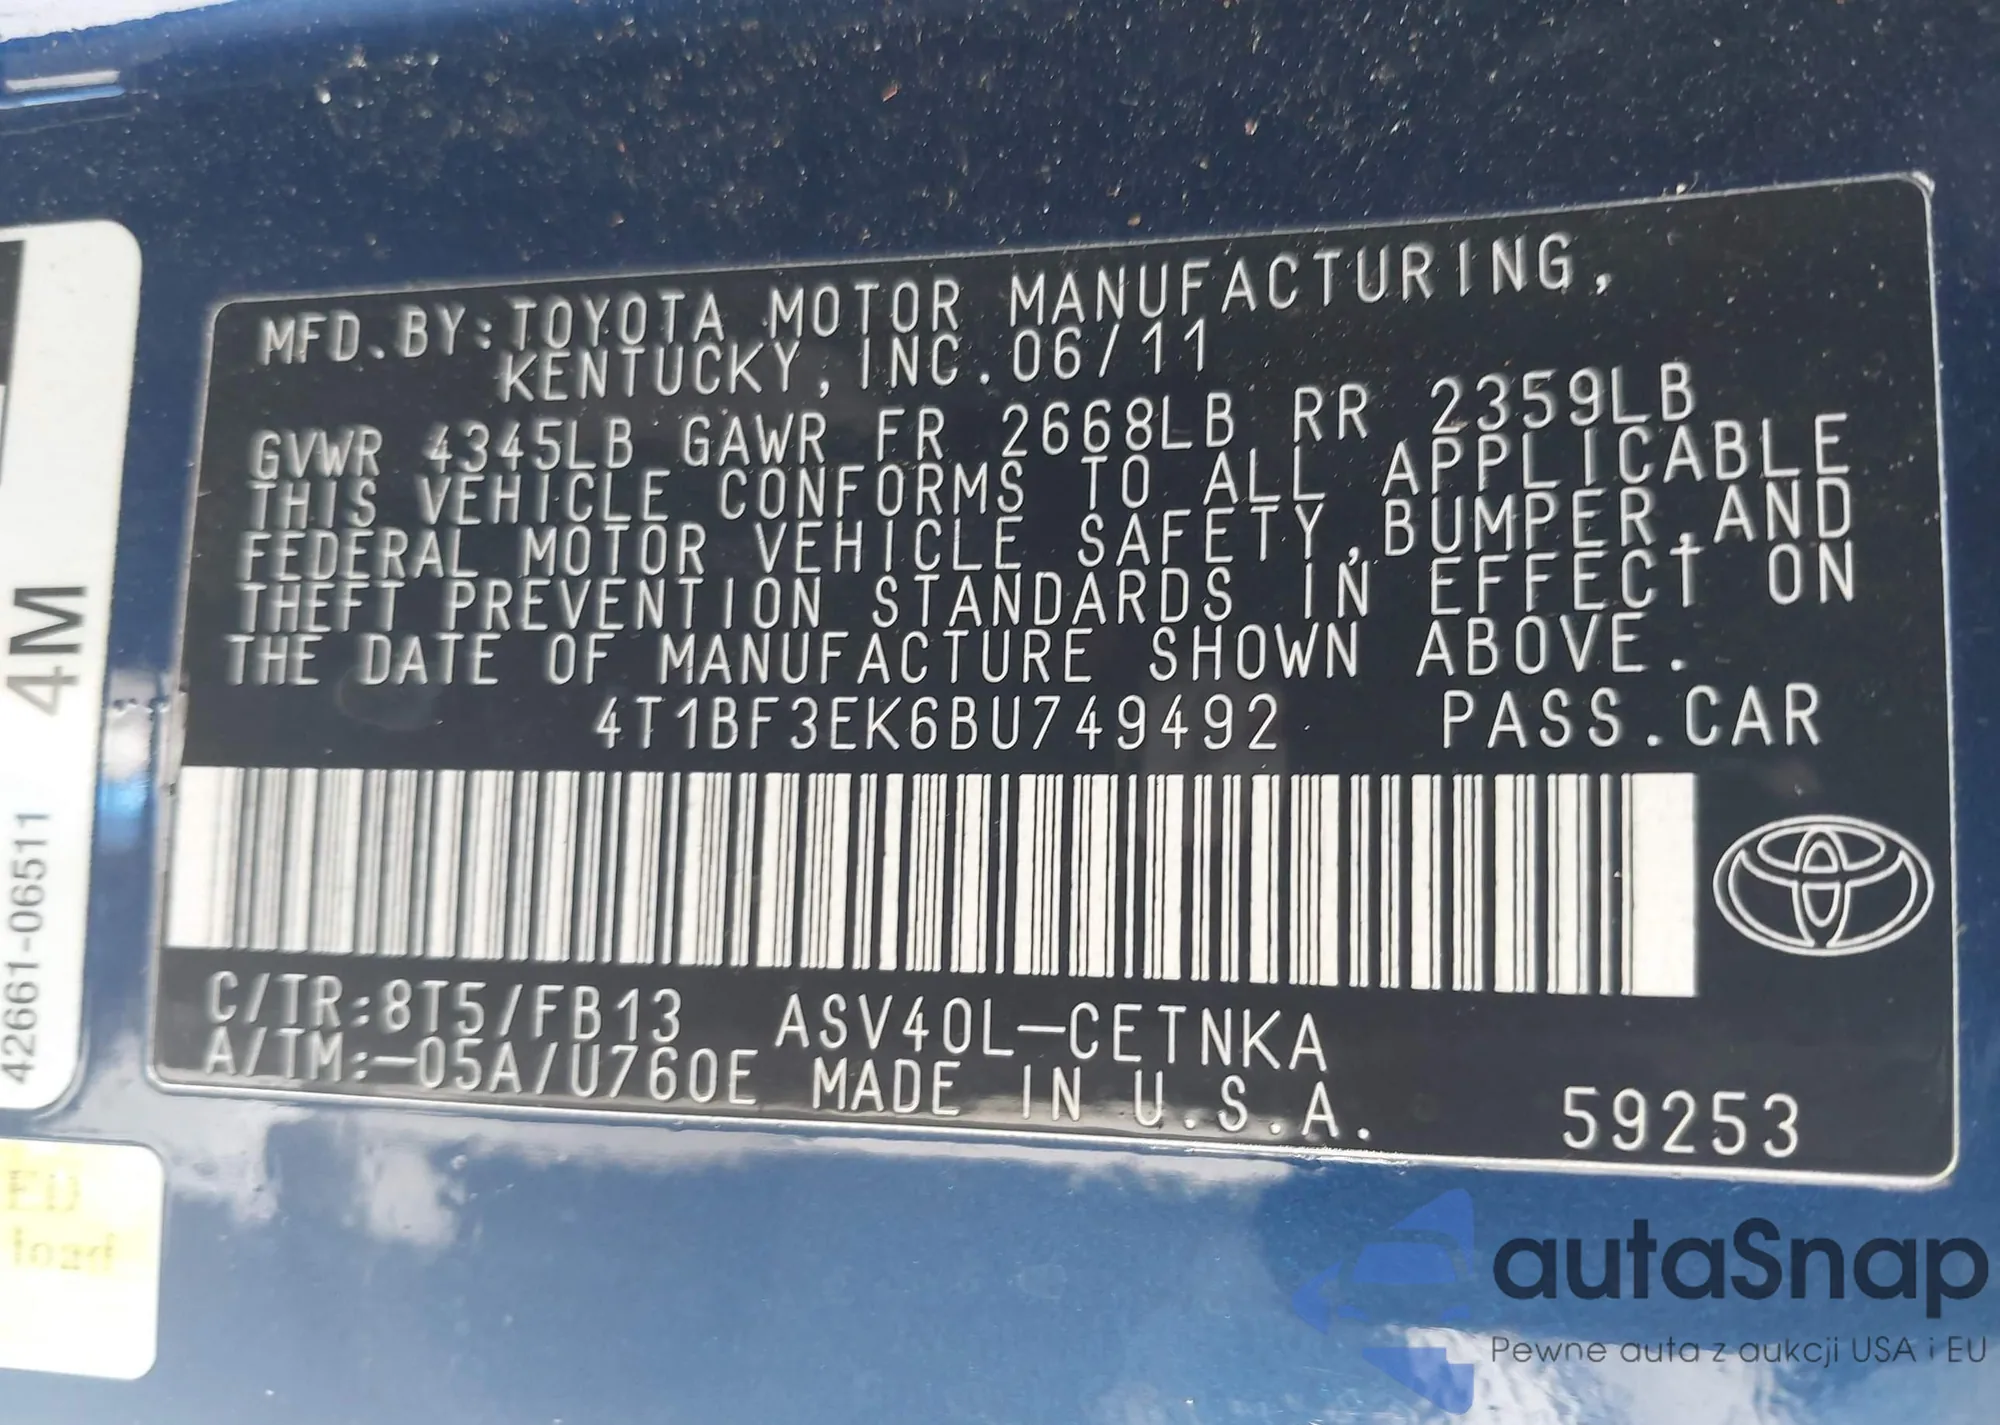 MFD.BY:TOYOTA MOTOR MANUFACTURING,
KENTUCKY, INC.06/11
GVWR 4345LB GAWR FR 2668LB RR 2359LB
THIS VEHICLE CONFORMS TO ALL APPLICABLE
FEDERAL MOTOR VEHICLE SAFETY,BUMPER,AND
THEFT PREVENTION STANDARDS IN EFFECT ON
THE DATE OF MANUFACTURE SHOWN ABOVE.
4T1BF3EK6BU749492 PASS.CAR
C/TR:8T5/FB13 ASV40L-CETNKA
A/TM:-05A/U760E MADE IN U.S.A. 59253
4M
42661-06511
autaSnap
Pewne auta z aukcji USA i EU